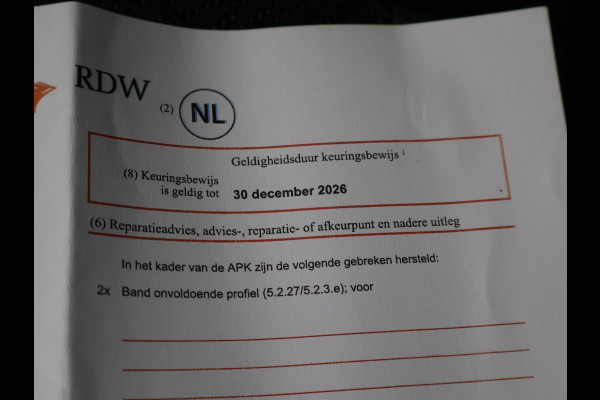 RDW
(2) NL
Geldigheidsduur keuringsbewijs ¹
(8) Keuringsbewijs
is geldig tot 30 december 2026
(6) Reparatieadvies, advies-, reparatie- of afkeurpunt en nadere uitleg
In het kader van de APK zijn de volgende gebreken hersteld:
2x Band onvoldoende profiel (5.2.27/5.2.3.e); voor